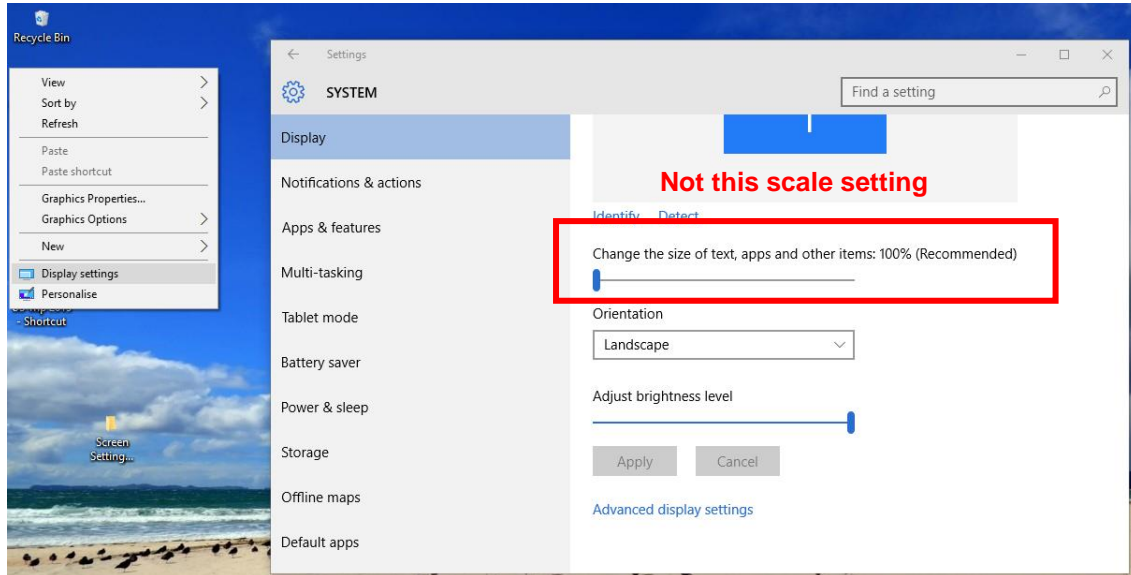 Recycle Bin
View
Sort by
Refresh
Paste
Paste shortcut
Graphics Properties...
Graphics Options
New
Display settings
Personalise
- Shortcut
Screen
Setting...
Settings
SYSTEM
Find a setting
Display
Notifications & actions
Apps & features
Multi-tasking
Tablet mode
Battery saver
Power & sleep
Storage
Offline maps
Default apps
Not this scale setting
Identify Detect
Change the size of text, apps and other items: 100% (Recommended)
Orientation
Landscape
Adjust brightness level
Apply Cancel
Advanced display settings